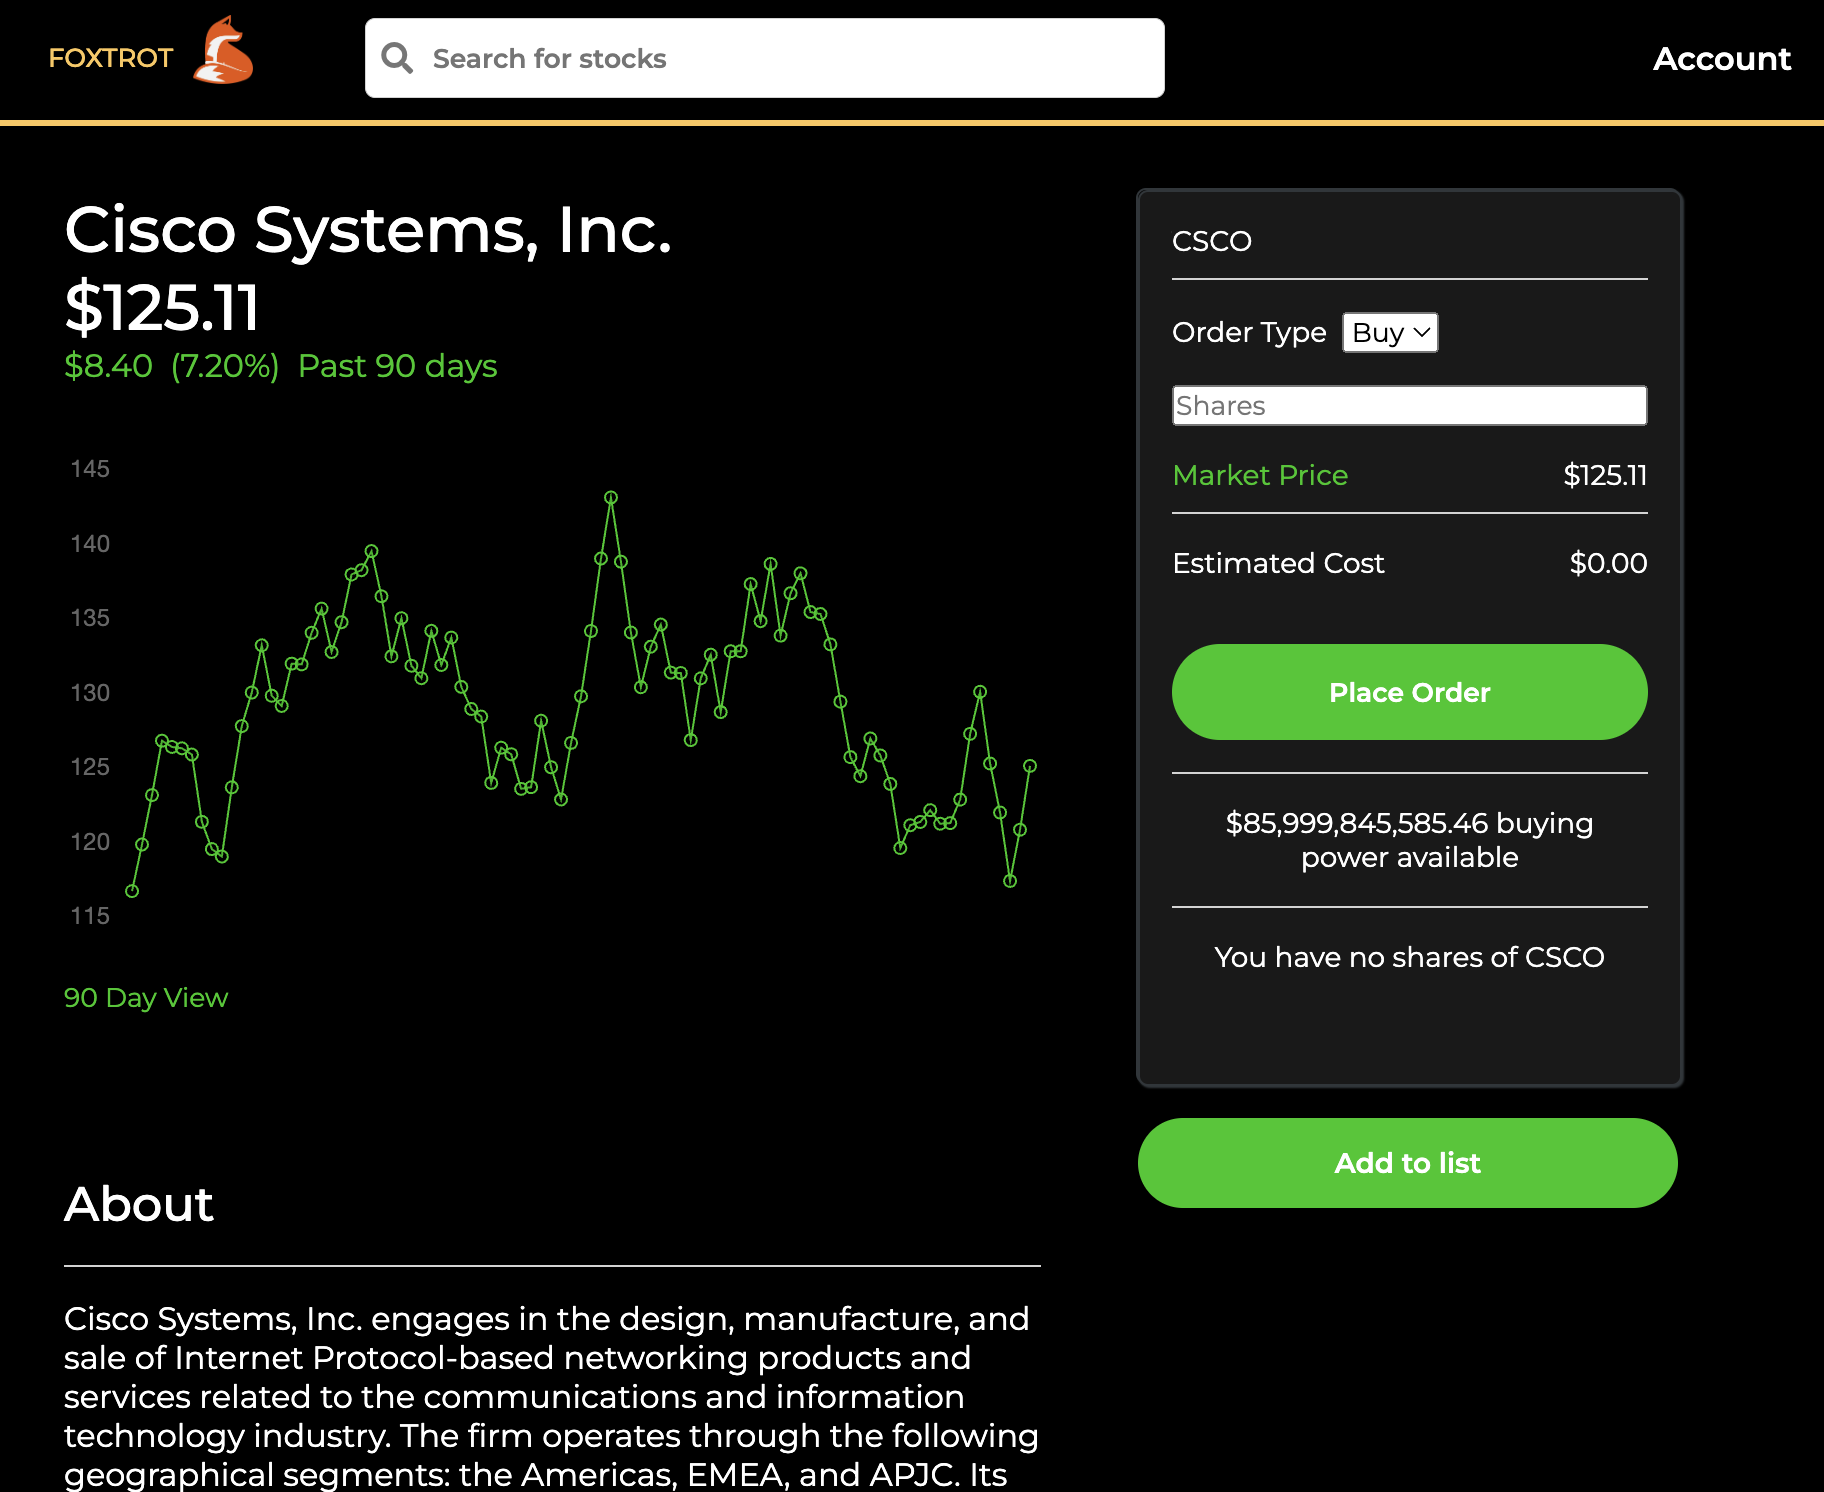 FOXTROT
Search for stocks
Account
Cisco Systems, Inc.
$125.11
$8.40 (7.20%) Past 90 days
145
140
135
130
125
120
115
90 Day View
CSCO
Order Type Buy
Shares
Market Price $125.11
Estimated Cost $0.00
Place Order
$85,999,845,585.46 buying
power available
You have no shares of CSCO
Add to list
About
Cisco Systems, Inc. engages in the design, manufacture, and
sale of Internet Protocol-based networking products and
services related to the communications and information
technology industry. The firm operates through the following
geographical segments: the Americas, EMEA, and APJC. Its